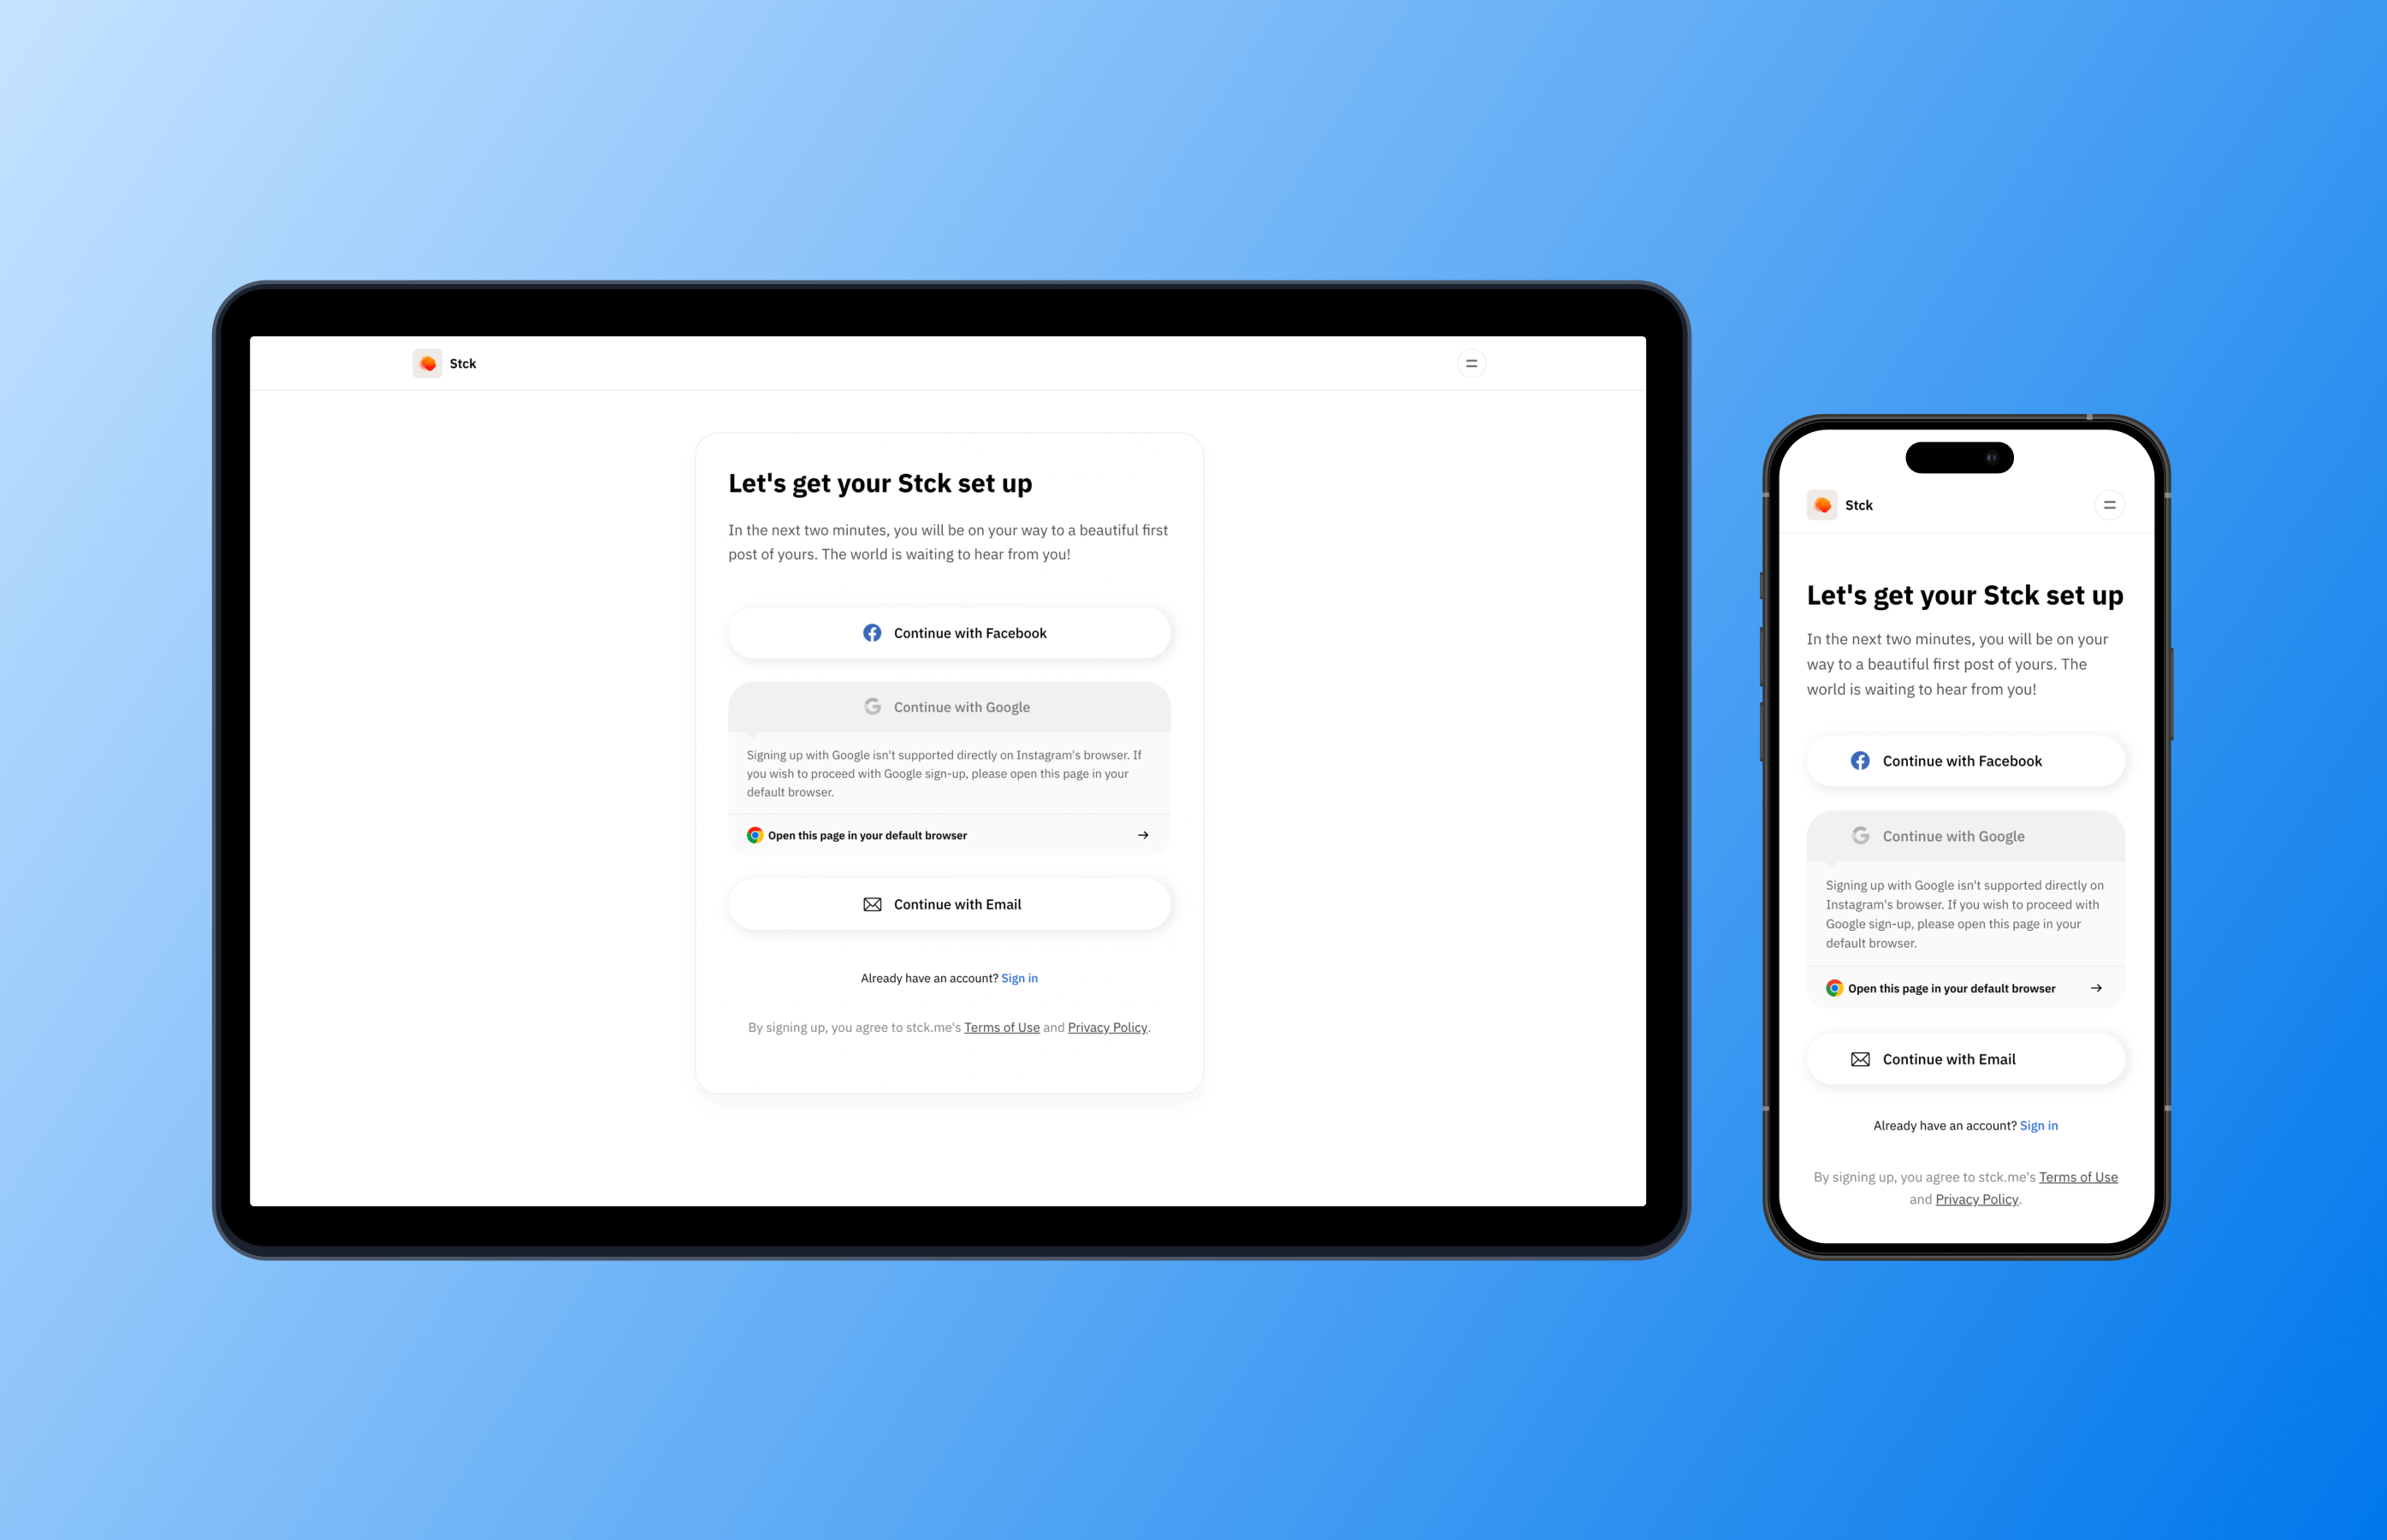 Stck
Let's get your Stck set up
In the next two minutes, you will be on your way to a beautiful first
post of yours. The world is waiting to hear from you!
Continue with Facebook
Continue with Google
Signing up with Google isn't supported directly on Instagram's browser. If
you wish to proceed with Google sign-up, please open this page in your
default browser.
Open this page in your default browser
Continue with Email
Already have an account? Sign in
By signing up, you agree to stck.me's Terms of Use and Privacy Policy.
Stck
Let's get your Stck set up
In the next two minutes, you will be on your
way to a beautiful first post of yours. The
world is waiting to hear from you!
Continue with Facebook
Continue with Google
Signing up with Google isn't supported directly on
Instagram's browser. If you wish to proceed with
Google sign-up, please open this page in your
default browser.
Open this page in your default browser
Continue with Email
Already have an account? Sign in
By signing up, you agree to stck.me's Terms of Use
and Privacy Policy.